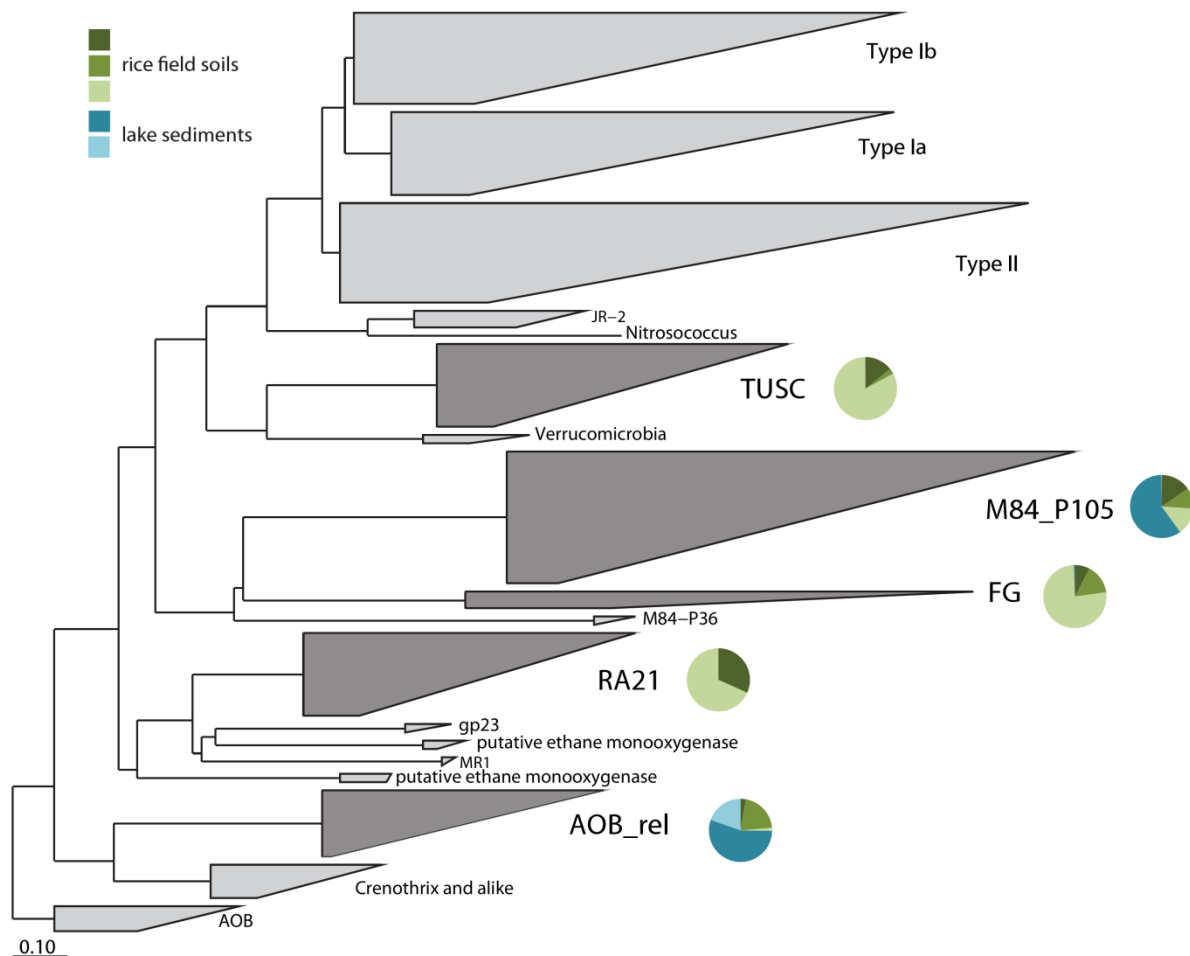 rice field soils
lake sediments
Type Ib
Type Ia
Type II
JR−2
Nitrosococcus
TUSC
Verrucomicrobia
M84_P105
FG
M84−P36
RA21
gp23
putative ethane monooxygenase
MR1
putative ethane monooxygenase
AOB_rel
Crenothrix and alike
AOB
0.10